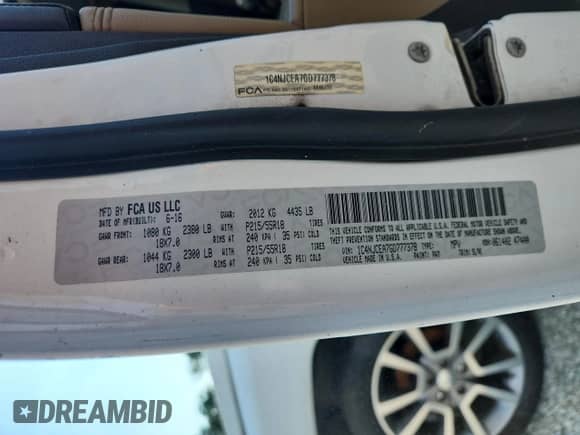 1C4NJCEA7GD777378
FCA
MFD BY FCA US LLC
DATE OF MFR(BUILT): 6-16
GVWR: 2012 KG 4435 LB
GAWR FRONT: 1080 KG 2380 LB P215/55R18 TIRES
18X7.0 RIMS AT 240 KPA ( 35 PSI) COLD
GAWR REAR: 1044 KG 2300 LB P215/55R18 TIRES
18X7.0 RIMS AT 240 KPA ( 35 PSI) COLD
THIS VEHICLE CONFORMS TO ALL APPLICABLE U.S.A. FEDERAL MOTOR VEHICLE SAFETY AND
THEFT PREVENTION STANDARDS IN EFFECT ON THE DATE OF MANUFACTURE SHOWN ABOVE.
VIN: 1C4NJCEA7GD777378 TYPE: MPV
VEHICLE MADE IN U.S.A. PAINT: PW7 TRIM:
DREAMBID